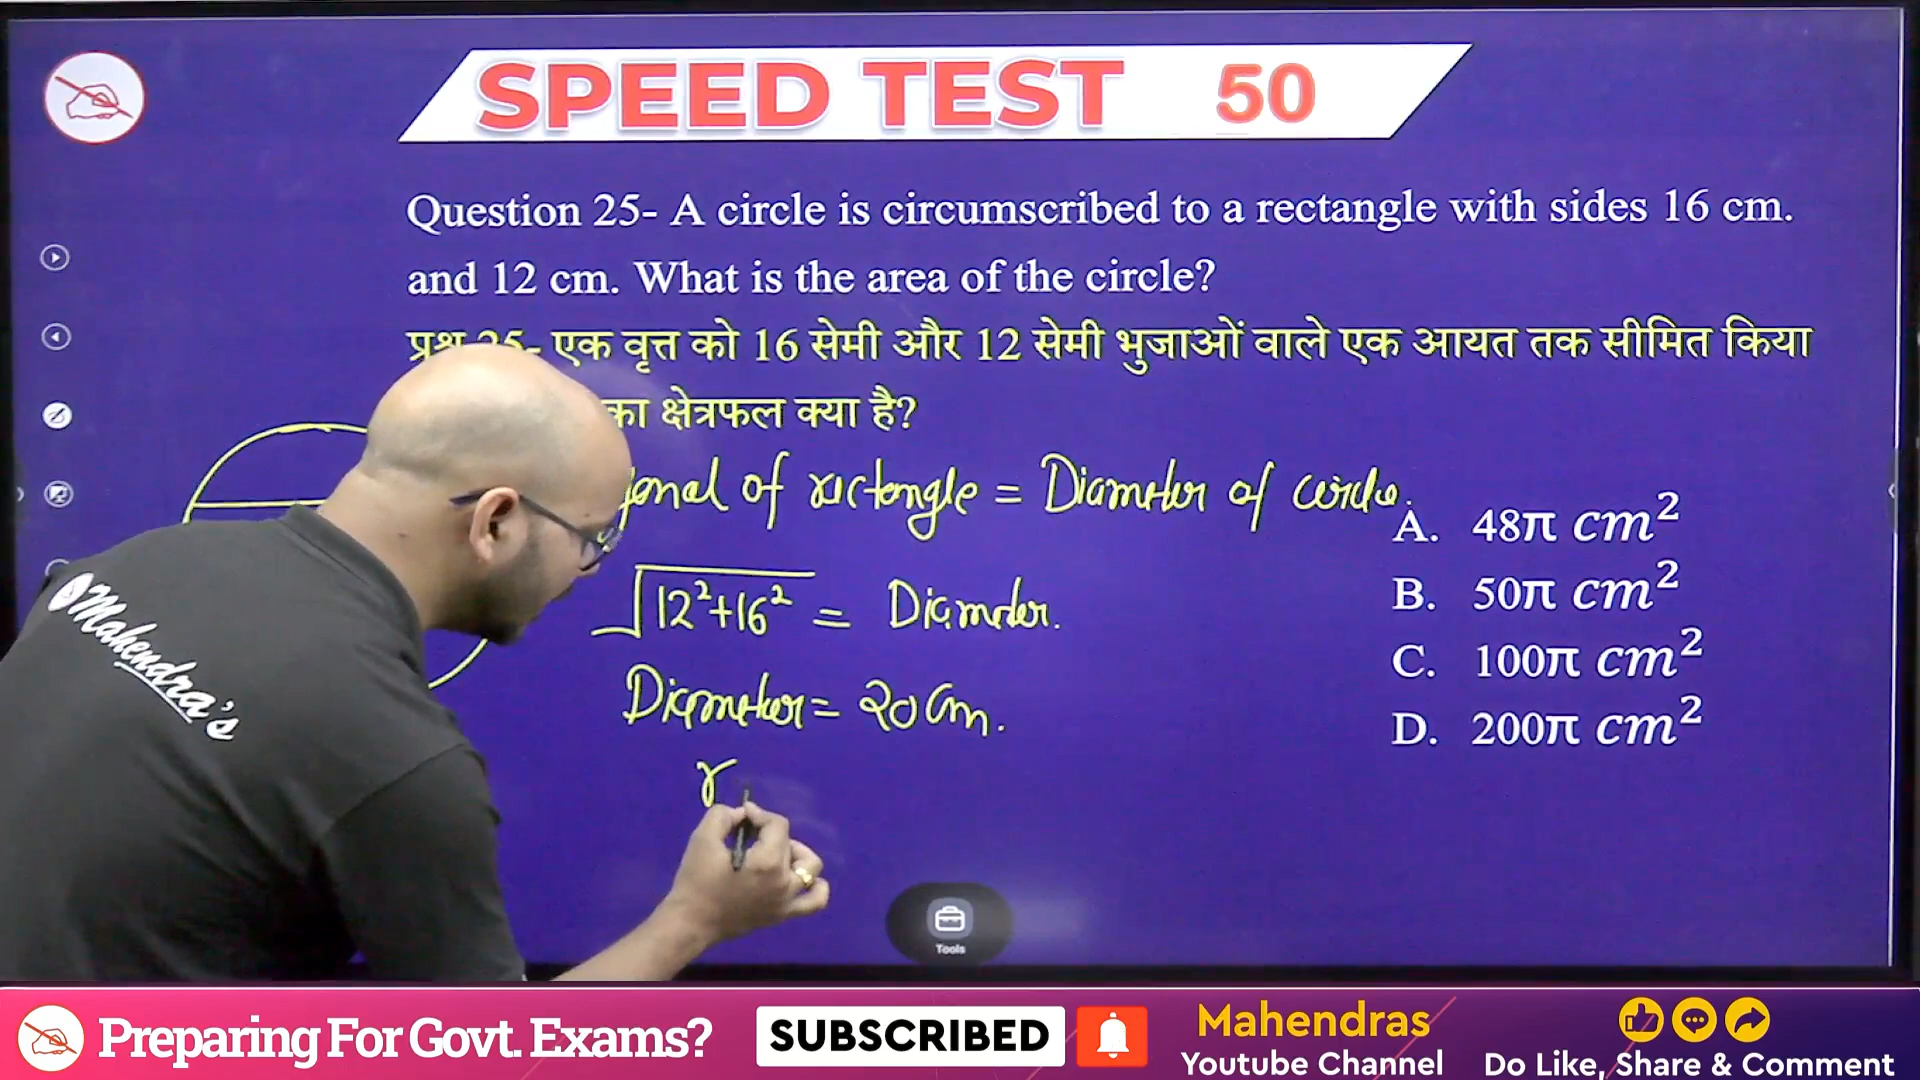 SPEED TEST 50
Question 25- A circle is circumscribed to a rectangle with sides 16 cm.
and 12 cm. What is the area of the circle?
प्रश्न 25- एक वृत्त को 16 सेमी और 12 सेमी भुजाओं वाले एक आयत तक सीमित किया
का क्षेत्रफल क्या है?
of rectangle = Diameter of circle.
√12²+16² = Diameter.
Diameter = 20 cm.
r
A. 48π cm²
B. 50π cm²
C. 100π cm²
D. 200π cm²
Mahendra's
Tools
Preparing For Govt. Exams?
SUBSCRIBED
Mahendras
Youtube Channel
Do Like, Share & Comment